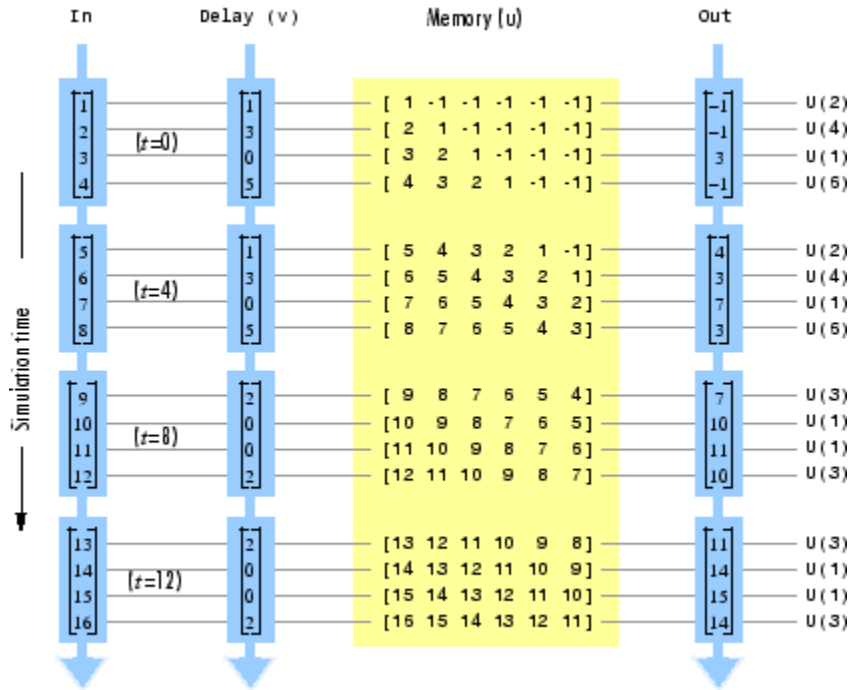 In Delay (v) Memory (u) Out
1 1 [ 1 -1 -1 -1 -1 -1] -1 U(2)
2 3 [ 2 1 -1 -1 -1 -1] -1 U(4)
(t=0)
3 0 [ 3 2 1 -1 -1 -1] 3 U(1)
4 5 [ 4 3 2 1 -1 -1] -1 U(6)
5 1 [ 5 4 3 2 1 -1] 4 U(2)
6 3 [ 6 5 4 3 2 1] 3 U(4)
(t=4)
7 0 [ 7 6 5 4 3 2] 7 U(1)
8 5 [ 8 7 6 5 4 3] 3 U(6)
Simulation time
9 2 [ 9 8 7 6 5 4] 7 U(3)
10 0 [10 9 8 7 6 5] 10 U(1)
(t=8)
11 0 [11 10 9 8 7 6] 11 U(1)
12 2 [12 11 10 9 8 7] 10 U(3)
13 2 [13 12 11 10 9 8] 11 U(3)
14 0 [14 13 12 11 10 9] 14 U(1)
(t=12)
15 0 [15 14 13 12 11 10] 15 U(1)
16 2 [16 15 14 13 12 11] 14 U(3)